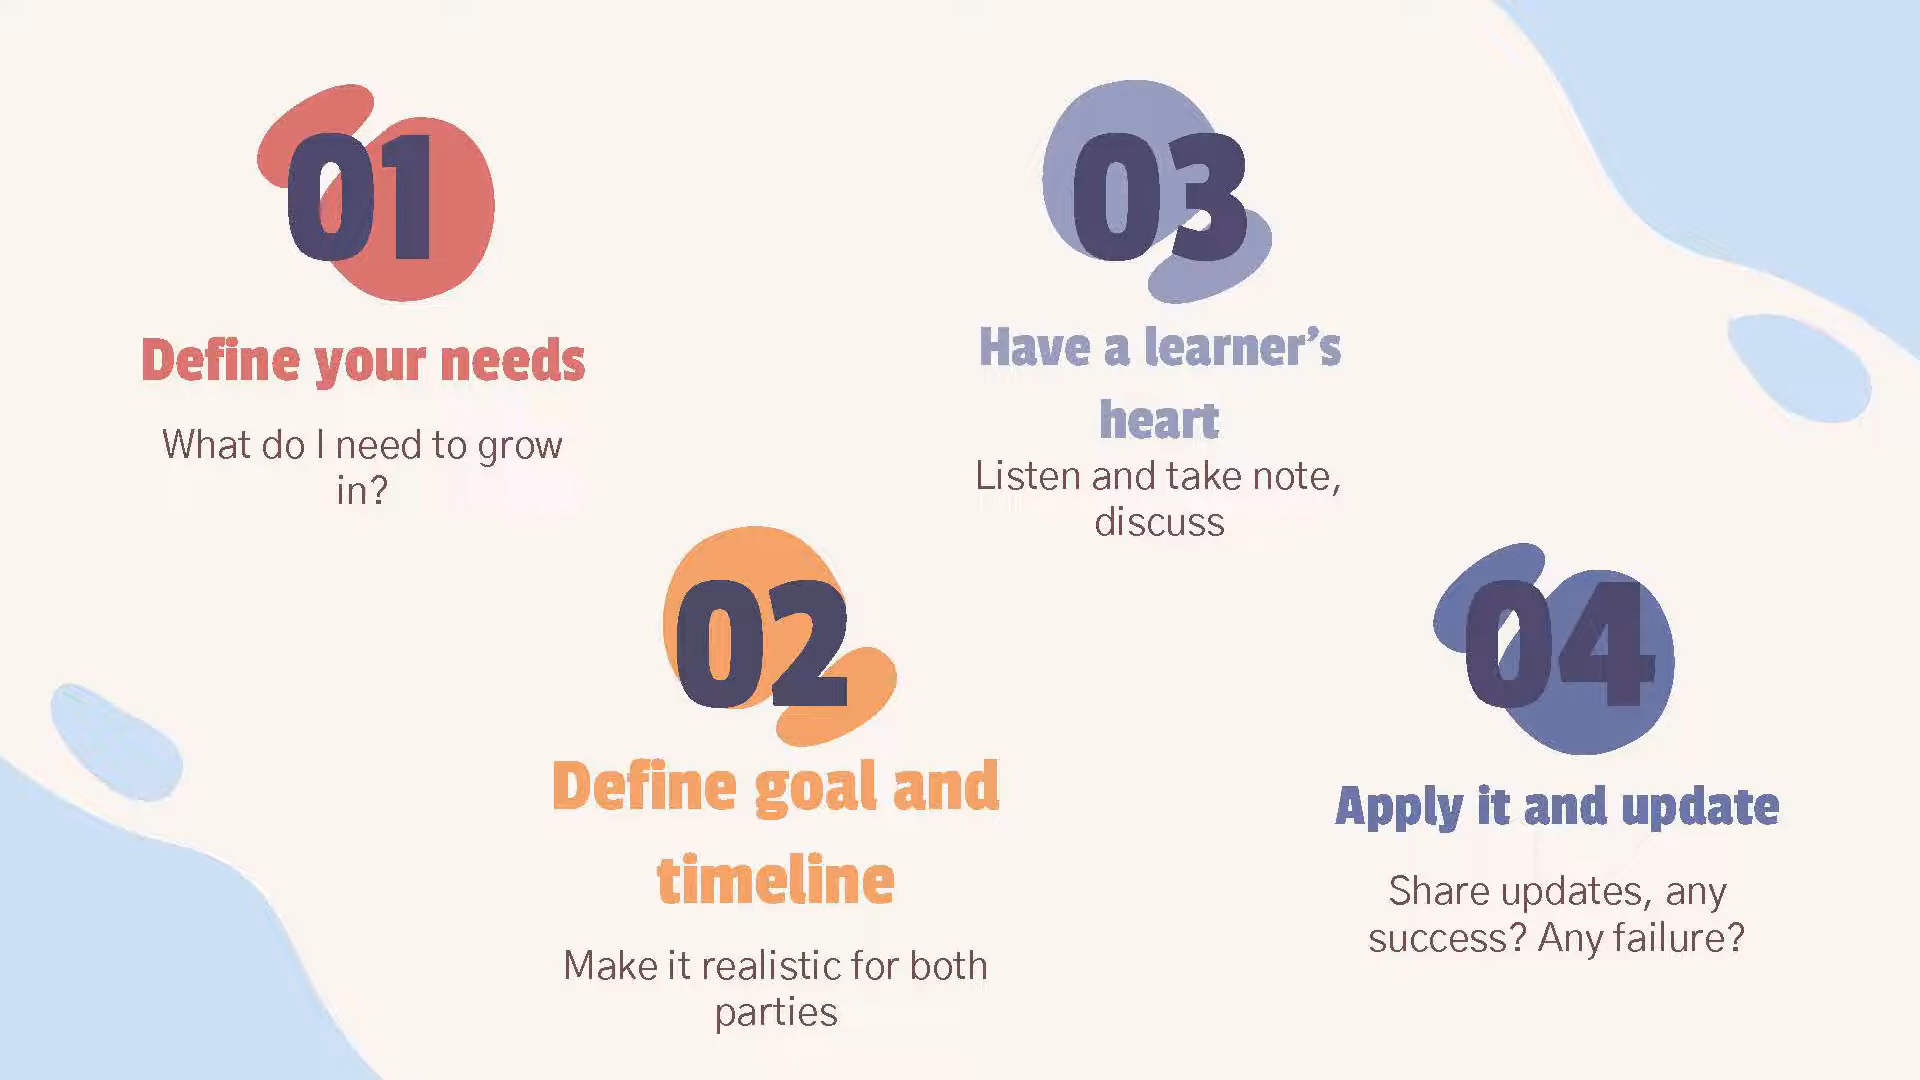 01
Define your needs
What do I need to grow
in?
02
Define goal and
timeline
Make it realistic for both
parties
03
Have a learner's
heart
Listen and take note,
discuss
04
Apply it and update
Share updates, any
success? Any failure?